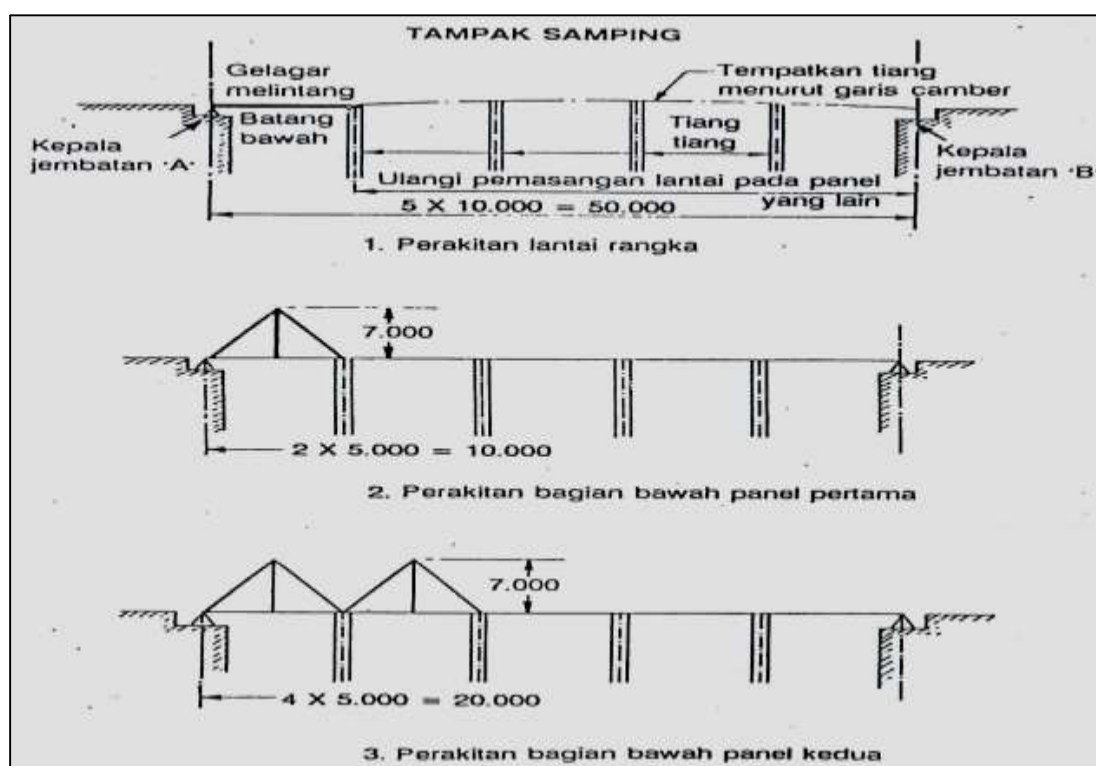 TAMPAK SAMPING
Gelagar
melintang
Tempatkan tiang
menurut garis camber
Batang
bawah
Tiang
tiang
Kepala
jembatan ·A·
Kepala
jembatan ·B
Ulangi pemasangan lantai pada panel
yang lain
5 X 10.000 = 50.000
1. Perakitan lantai rangka
7.000
2 X 5.000 = 10.000
2. Perakitan bagian bawah panel pertama
7.000
4 X 5.000 = 20.000
3. Perakitan bagian bawah panel kedua